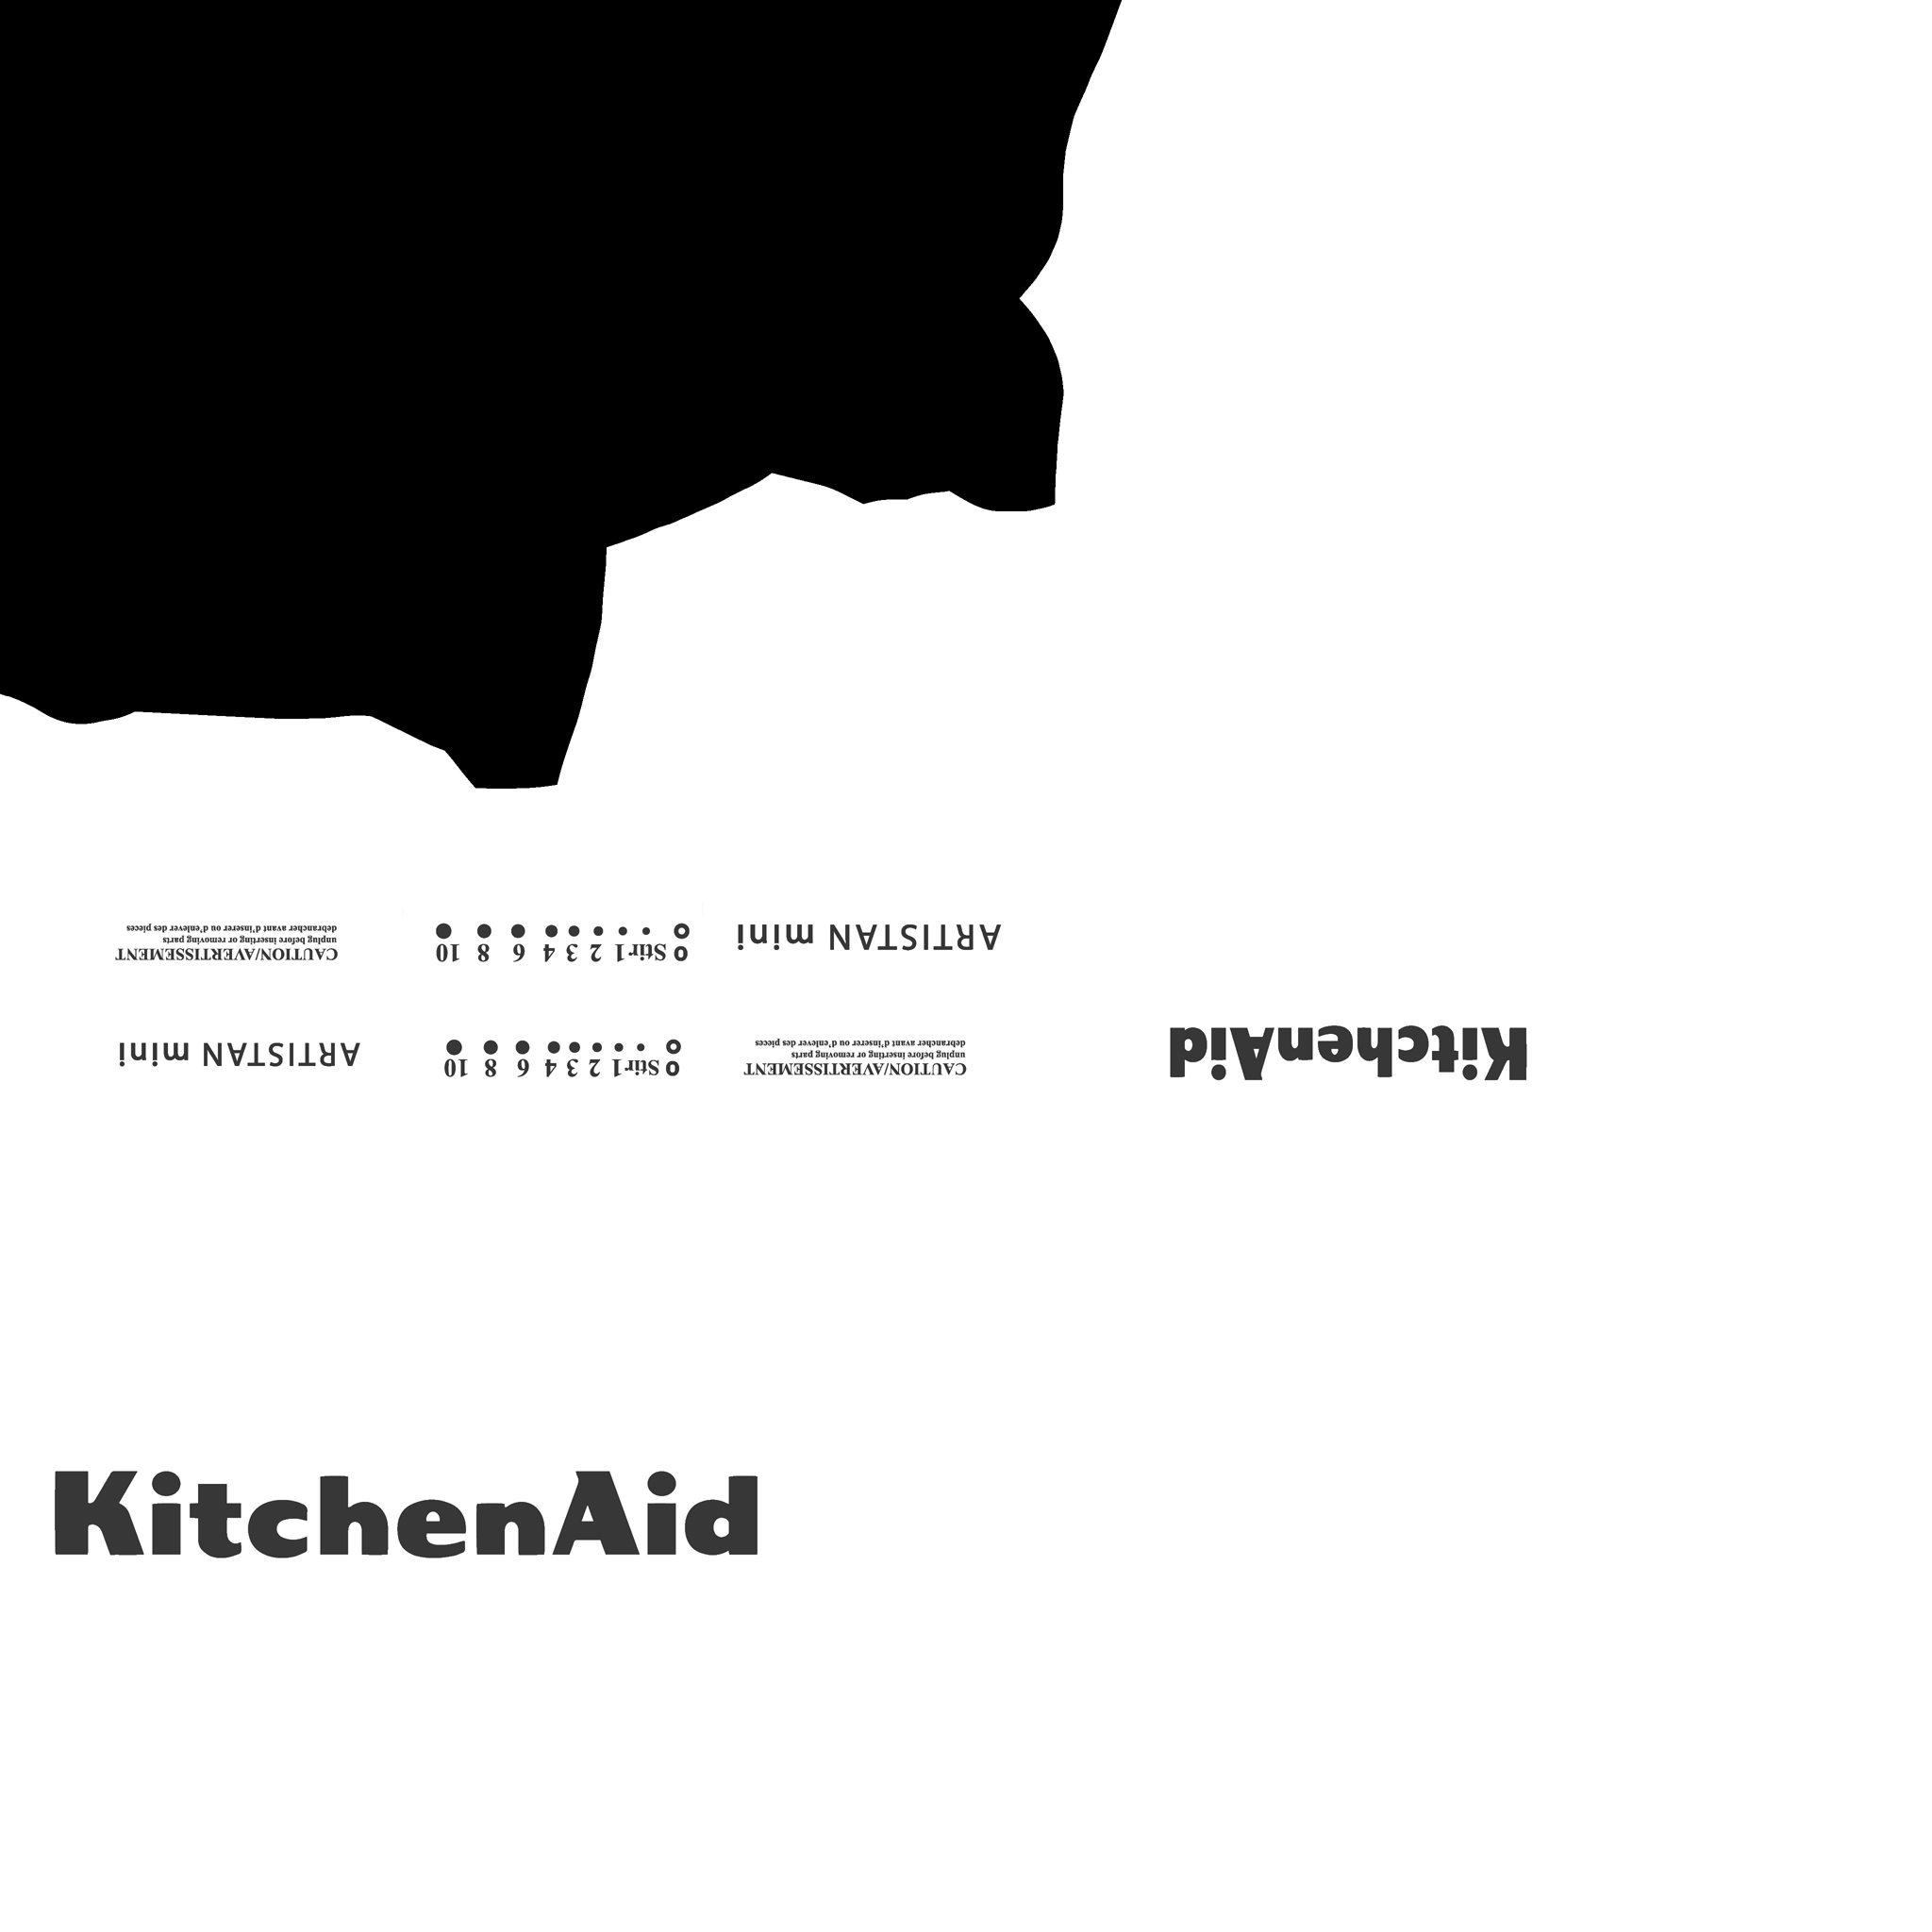 debrancher avant d'inserer ou d'enlever des pieces
unplug before inserting or removing parts
CAUTION/AVERTISSEMENT
0 Stir 1 2 3 4 6 8 10
ARTISTAN mini
ARTISTAN mini
0 Stir 1 2 3 4 6 8 10
debrancher avant d'inserer ou d'enlever des pieces
unplug before inserting or removing parts
CAUTION/AVERTISSEMENT
KitchenAid
KitchenAid